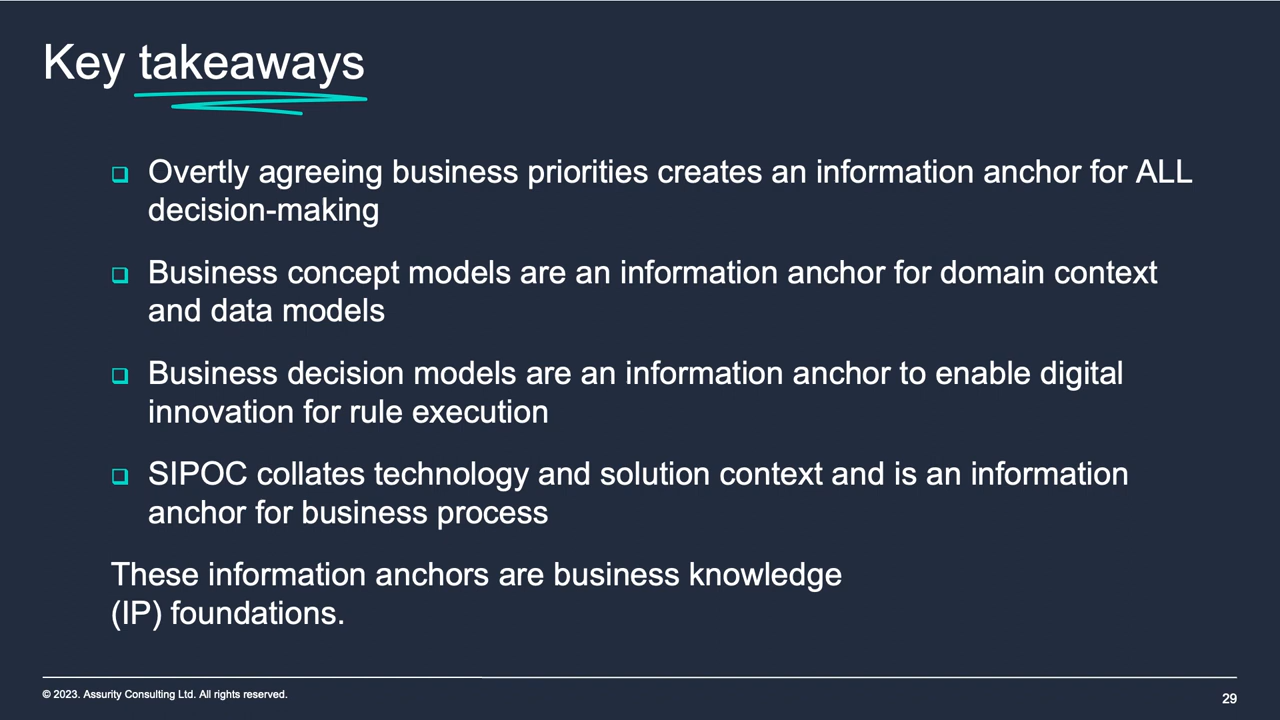 Key takeaways
❑ Overtly agreeing business priorities creates an information anchor for ALL
decision-making
❑ Business concept models are an information anchor for domain context
and data models
❑ Business decision models are an information anchor to enable digital
innovation for rule execution
❑ SIPOC collates technology and solution context and is an information
anchor for business process
These information anchors are business knowledge
(IP) foundations.
© 2023. Assurity Consulting Ltd. All rights reserved.
29